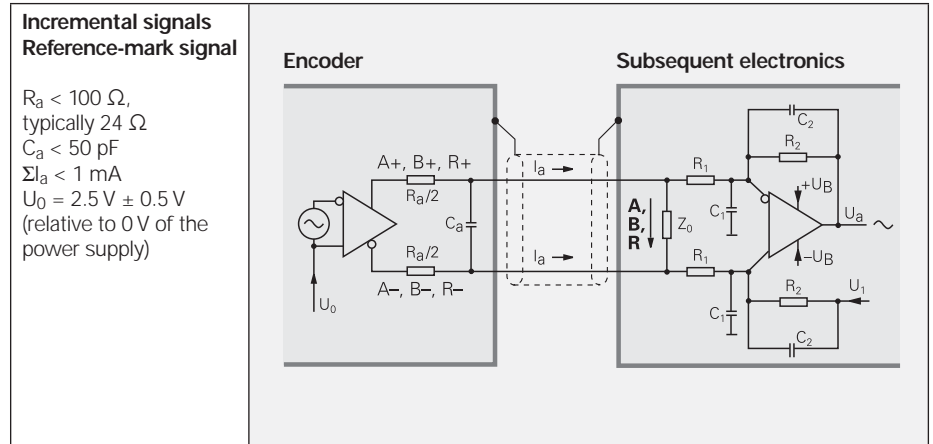 Incremental signals
Reference-mark signal
Rₐ < 100 Ω,
typically 24 Ω
Cₐ < 50 pF
ΣIₐ < 1 mA
U₀ = 2.5 V ± 0.5 V
(relative to 0 V of the
power supply)
Encoder
Subsequent electronics
A+, B+, R+
Rₐ/2
Cₐ
Rₐ/2
A–, B–, R–
U₀
Iₐ
Iₐ
A,
B,
R
Z₀
R₁
C₁
R₁
C₁
C₂
R₂
+UB
Uₐ
–UB
R₂
U₁
C₂